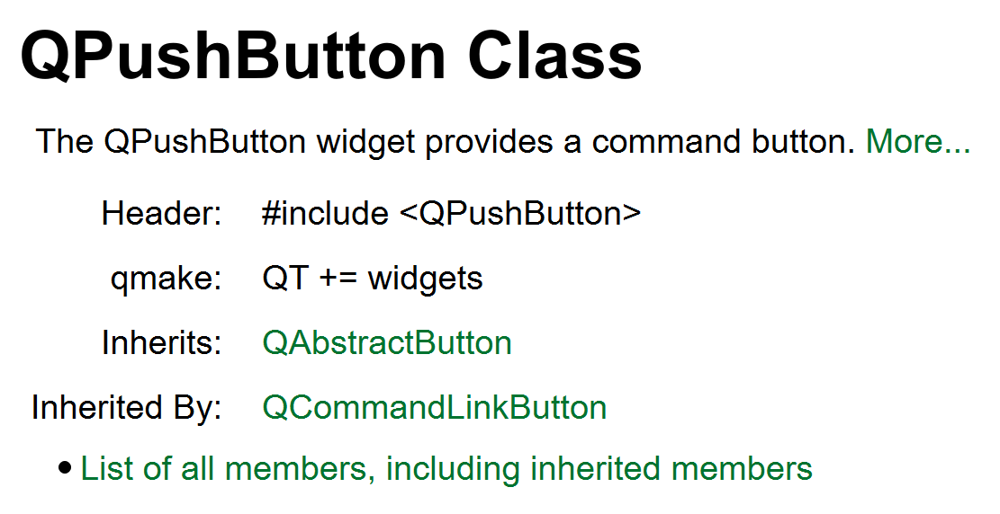 QPushButton Class
The QPushButton widget provides a command button. More...
Header: #include <QPushButton>
qmake: QT += widgets
Inherits: QAbstractButton
Inherited By: QCommandLinkButton
• List of all members, including inherited members